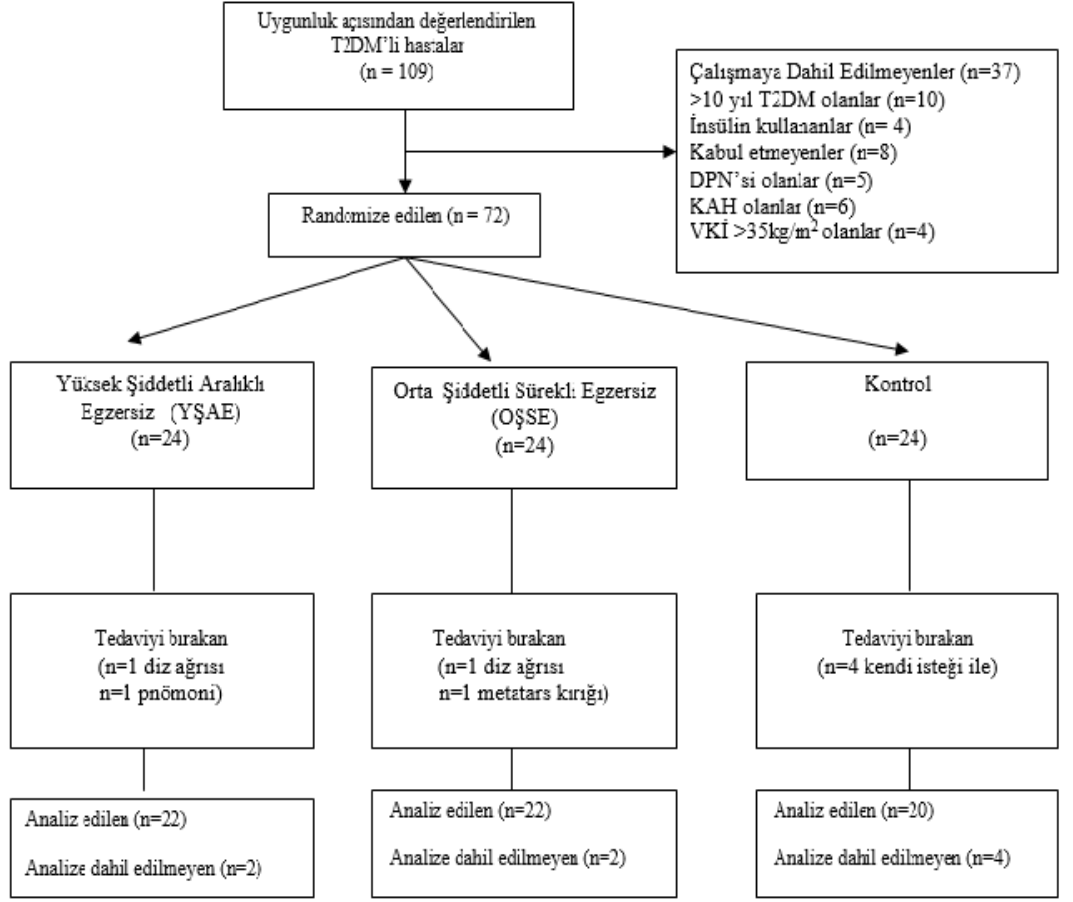 Uygunluk açısından değerlendirilen
T2DM'li hastalar
(n = 109)
Çalışmaya Dahil Edilmeyenler (n=37)
>10 yıl T2DM olanlar (n=10)
İnsülin kullananlar (n= 4)
Kabul etmeyenler (n=8)
DPN'si olanlar (n=5)
KAH olanlar (n=6)
VKİ >35kg/m² olanlar (n=4)
Randomize edilen (n = 72)
Yüksek Şiddetli Aralıklı
Egzersiz (YŞAE)
(n=24)
Orta Şiddetli Sürekli Egzersiz
(OŞSE)
(n=24)
Kontrol
(n=24)
Tedaviyi bırakan
(n=1 diz ağrısı
n=1 pnömoni)
Tedaviyi bırakan
(n=1 diz ağrısı
n=1 metatars kırığı)
Tedaviyi bırakan
(n=4 kendi isteği ile)
Analiz edilen (n=22)
Analize dahil edilmeyen (n=2)
Analiz edilen (n=22)
Analize dahil edilmeyen (n=2)
Analiz edilen (n=20)
Analize dahil edilmeyen (n=4)